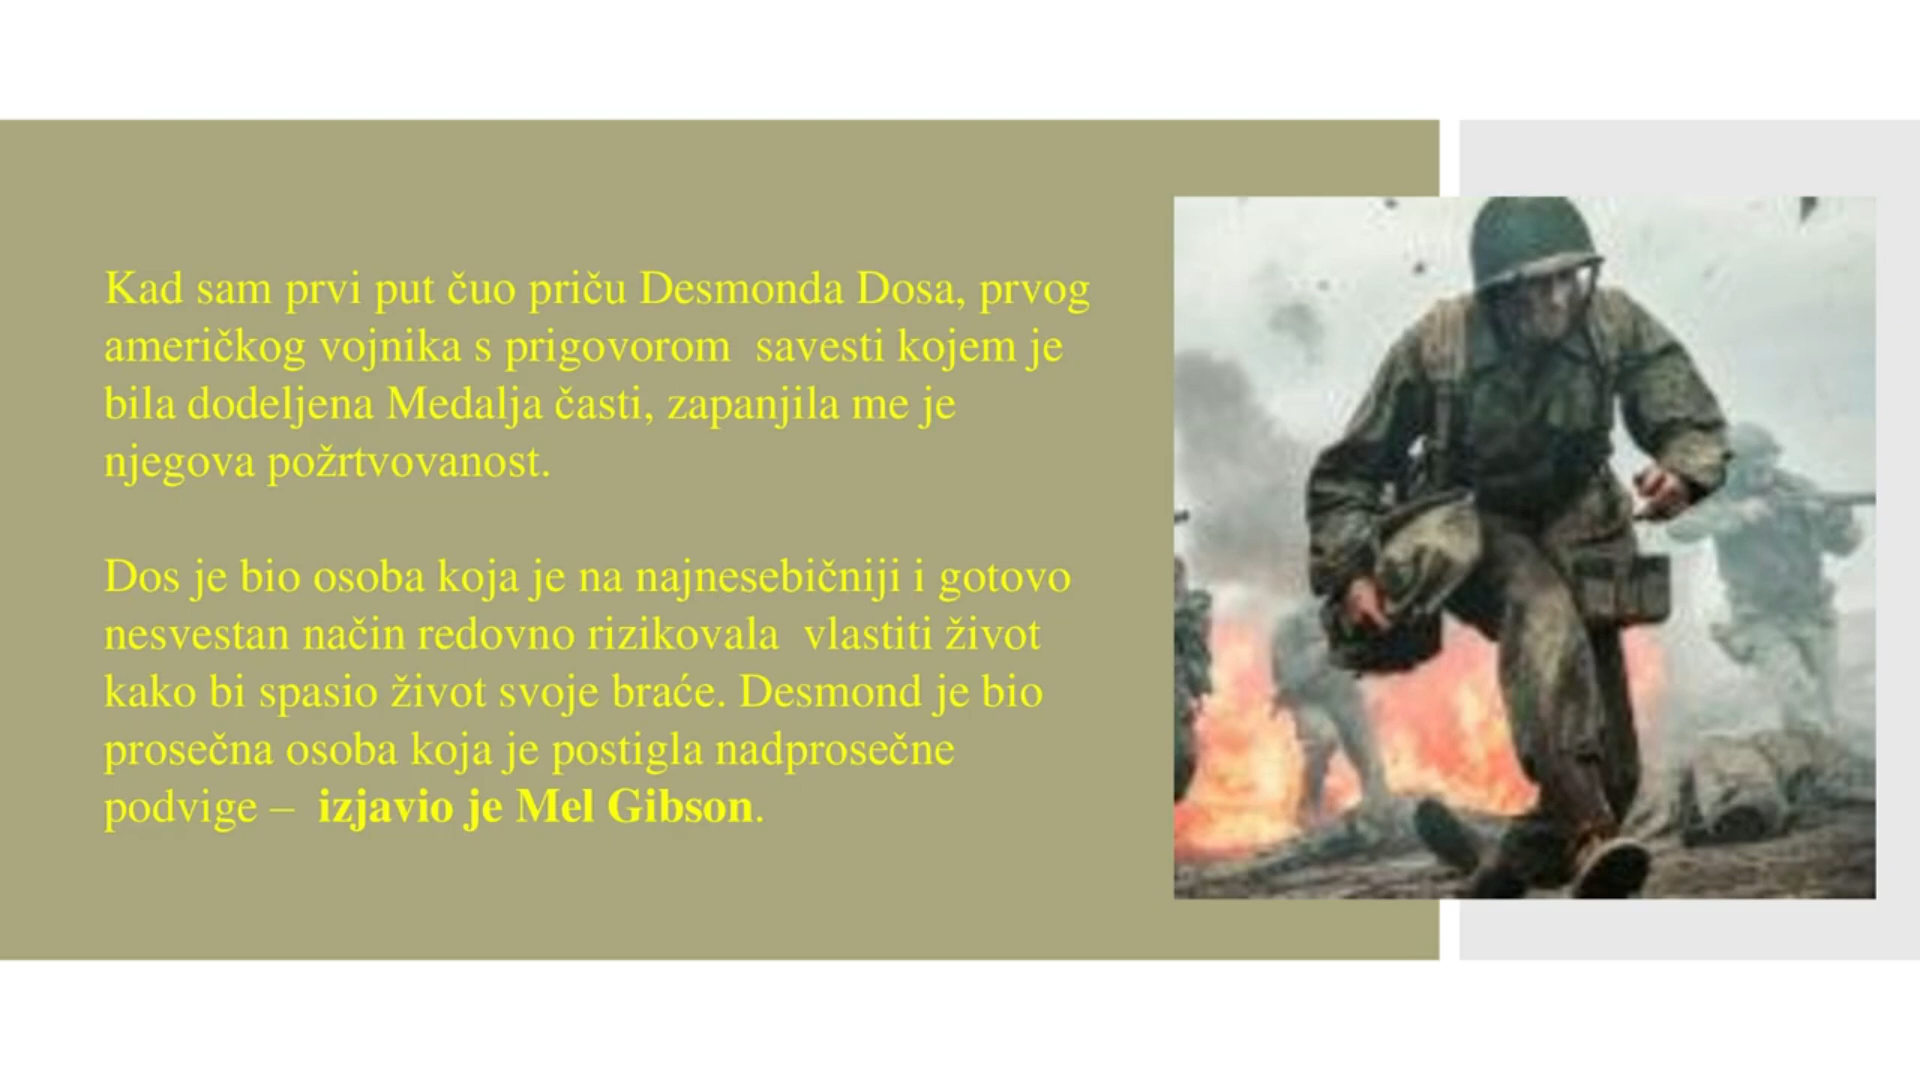 Kad sam prvi put čuo priču Desmonda Dosa, prvog
američkog vojnika s prigovorom  savesti kojem je
bila dodeljena Medalja časti, zapanjila me je
njegova požrtvovanost.
Dos je bio osoba koja je na najnesebičniji i gotovo
nesvestan način redovno rizikovala  vlastiti život
kako bi spasio život svoje braće. Desmond je bio
prosečna osoba koja je postigla nadprosečne
podvige –  izjavio je Mel Gibson.